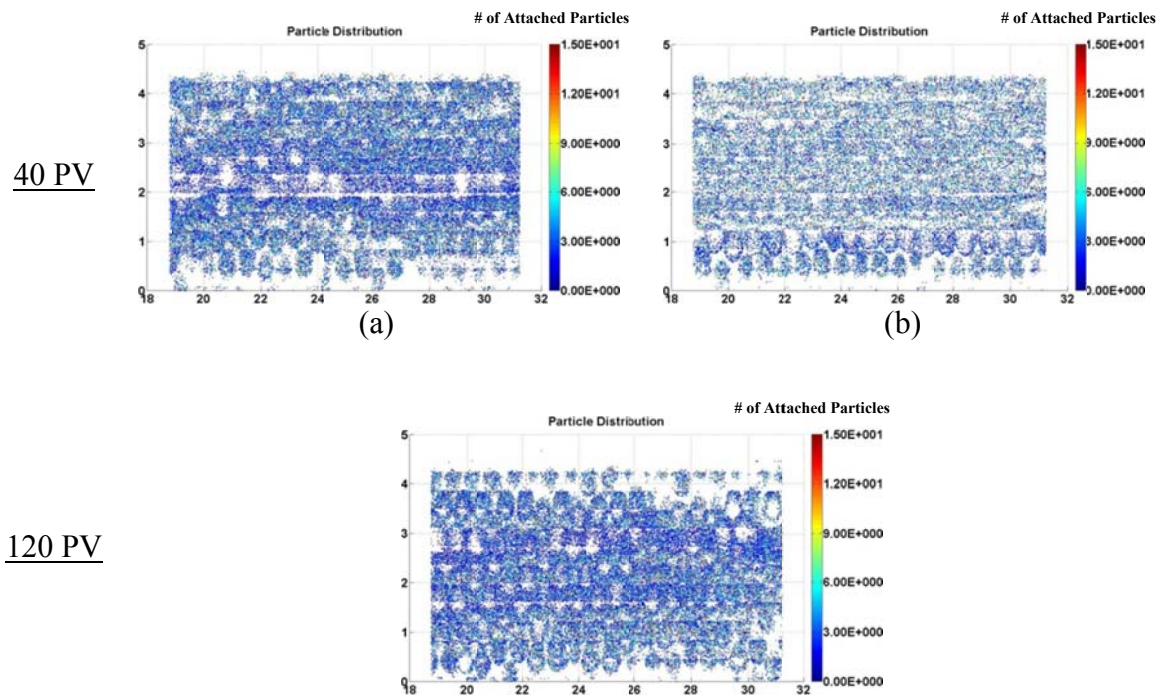 # of Attached Particles
Particle Distribution
5
4
3
2
1
0
18 20 22 24 26 28 30 32
1.50E+001
1.20E+001
9.00E+000
6.00E+000
3.00E+000
0.00E+000
(a)
# of Attached Particles
Particle Distribution
5
4
3
2
1
0
18 20 22 24 26 28 30 32
1.50E+001
1.20E+001
9.00E+000
6.00E+000
3.00E+000
0.00E+000
(b)
40 PV
# of Attached Particles
Particle Distribution
5
4
3
2
1
0
18 20 22 24 26 28 30 32
1.50E+001
1.20E+001
9.00E+000
6.00E+000
3.00E+000
0.00E+000
120 PV